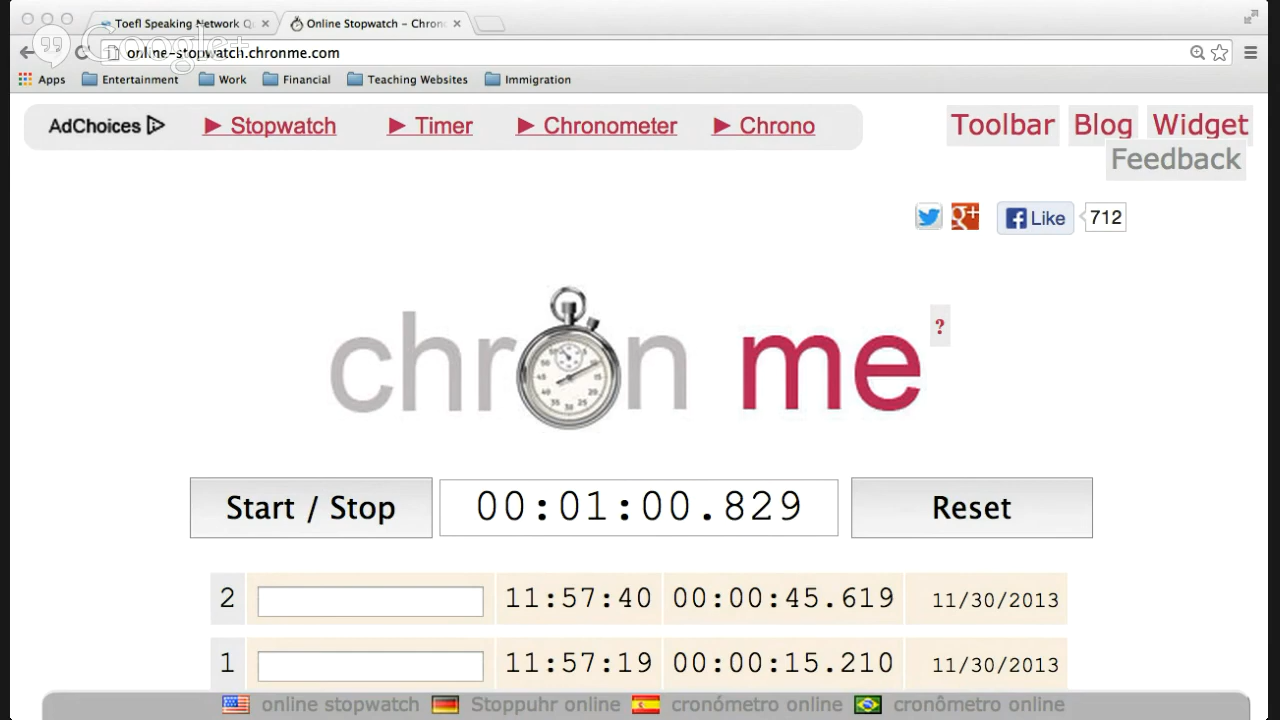 Toefl Speaking Network Qu
Online Stopwatch – Chron
Google+
online-stopwatch.chronme.com
Apps Entertainment Work Financial Teaching Websites Immigration
AdChoices Stopwatch Timer Chronometer Chrono
Toolbar Blog Widget
Feedback
Like 712
chron me ?
Start / Stop 00:01:00.829 Reset
2 11:57:40 00:00:45.619 11/30/2013
1 11:57:19 00:00:15.210 11/30/2013
online stopwatch Stoppuhr online cronómetro online cronômetro online